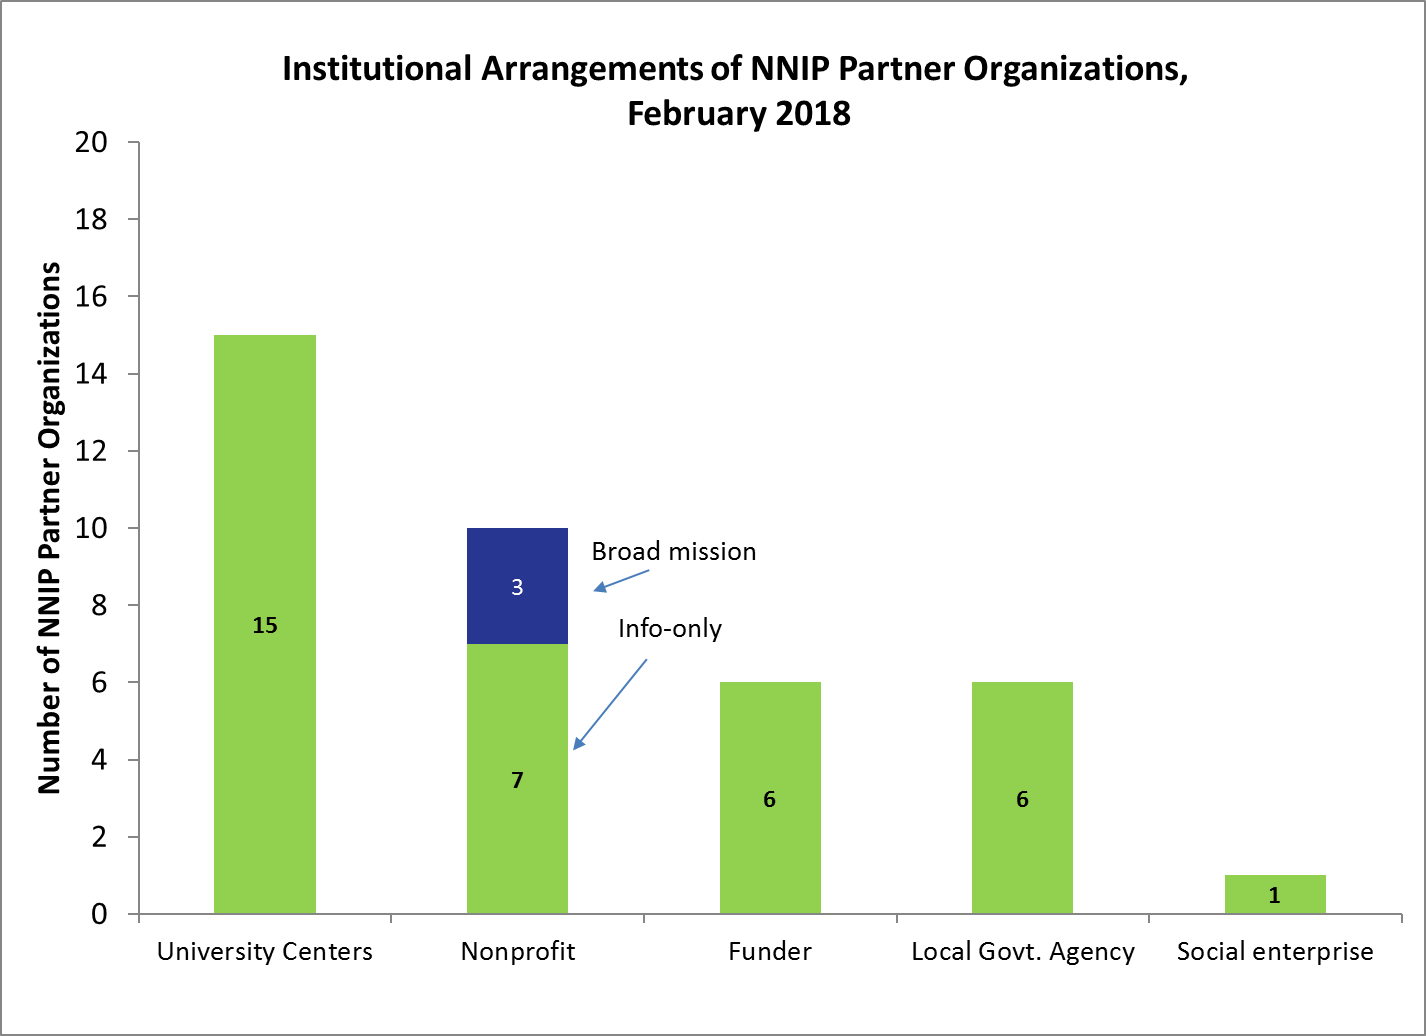 Institutional Arrangements of NNIP Partner Organizations,
February 2018
Number of NNIP Partner Organizations
20
18
16
14
12
10
8
6
4
2
0
15
3
7
6
6
1
Broad mission
Info-only
University Centers
Nonprofit
Funder
Local Govt. Agency
Social enterprise